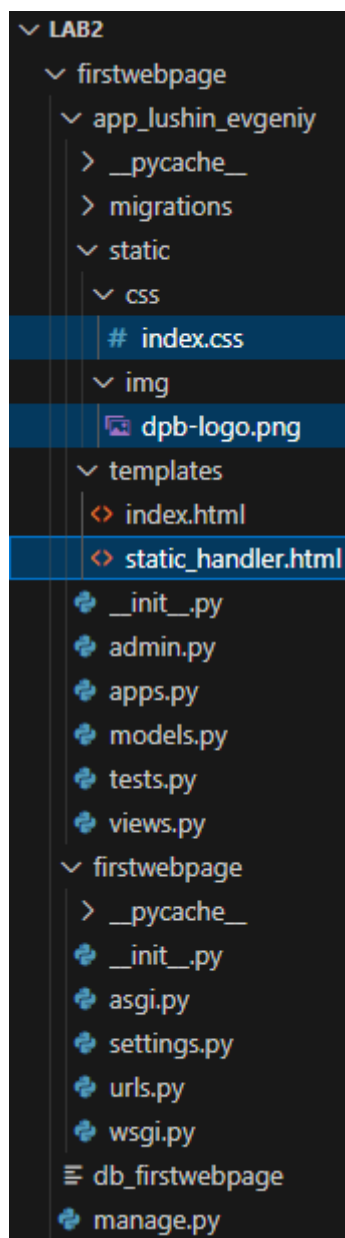 LAB2
firstwebpage
app_lushin_evgeniy
__pycache__
migrations
static
css
# index.css
img
dpb-logo.png
templates
<> index.html
<> static_handler.html
__init__.py
admin.py
apps.py
models.py
tests.py
views.py
firstwebpage
__pycache__
__init__.py
asgi.py
settings.py
urls.py
wsgi.py
db_firstwebpage
manage.py